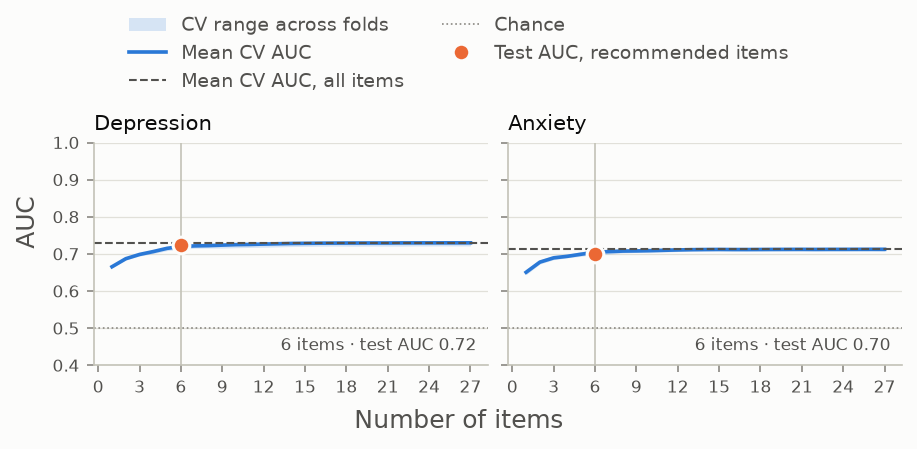 CV range across folds
Mean CV AUC
Mean CV AUC, all items
Chance
Test AUC, recommended items
Depression
Anxiety
AUC
1.0
0.9
0.8
0.7
0.6
0.5
0.4
6 items · test AUC 0.72
6 items · test AUC 0.70
0 3 6 9 12 15 18 21 24 27
0 3 6 9 12 15 18 21 24 27
Number of items